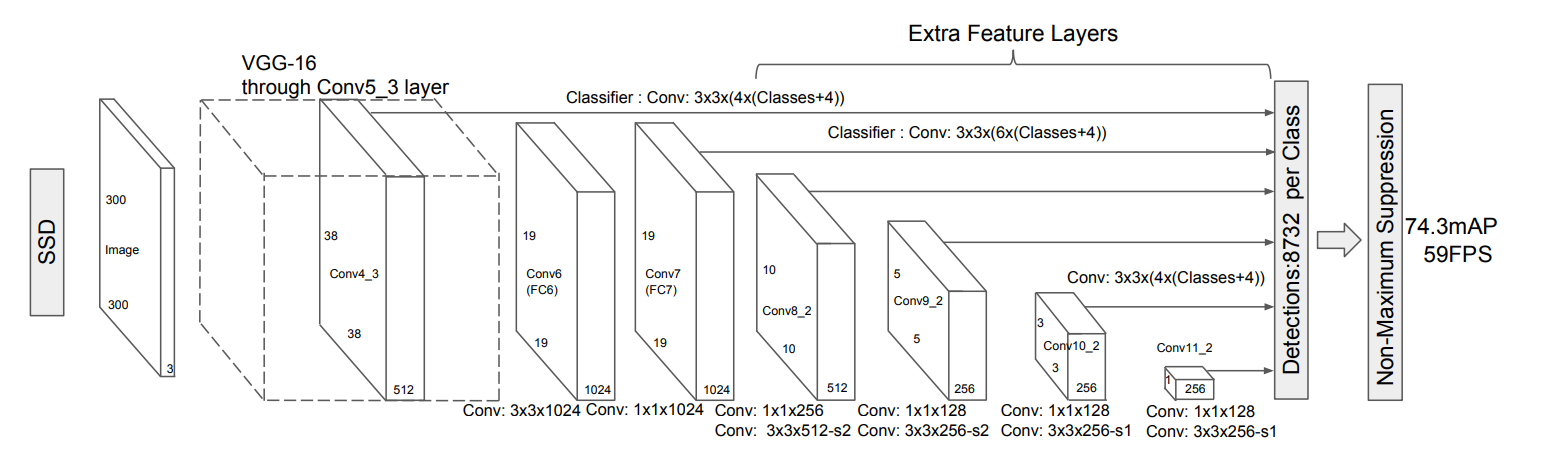 Extra Feature Layers
VGG-16
through Conv5_3 layer
Classifier : Conv: 3x3x(4x(Classes+4))
Classifier : Conv: 3x3x(6x(Classes+4))
SSD
300
Image
300
3
38
Conv4_3
38
512
19
Conv6
(FC6)
19
1024
19
Conv7
(FC7)
19
1024
10
Conv8_2
10
512
5
Conv9_2
5
256
Conv: 3x3x(4x(Classes+4))
3
Conv10_2
3
256
Conv11_2
1
256
Detections:8732 per Class
Non-Maximum Suppression
74.3mAP
59FPS
Conv: 3x3x1024
Conv: 1x1x1024
Conv: 1x1x256
Conv: 3x3x512-s2
Conv: 1x1x128
Conv: 3x3x256-s2
Conv: 1x1x128
Conv: 3x3x256-s1
Conv: 1x1x128
Conv: 3x3x256-s1